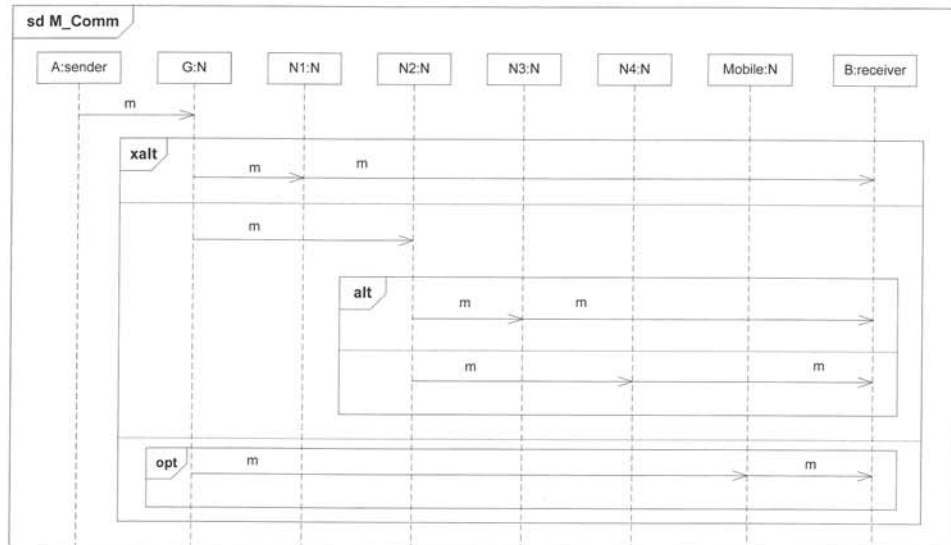 sd M_Comm
A:sender G:N N1:N N2:N N3:N N4:N Mobile:N B:receiver
m
xalt
m m
m
alt
m m
m m
opt m m